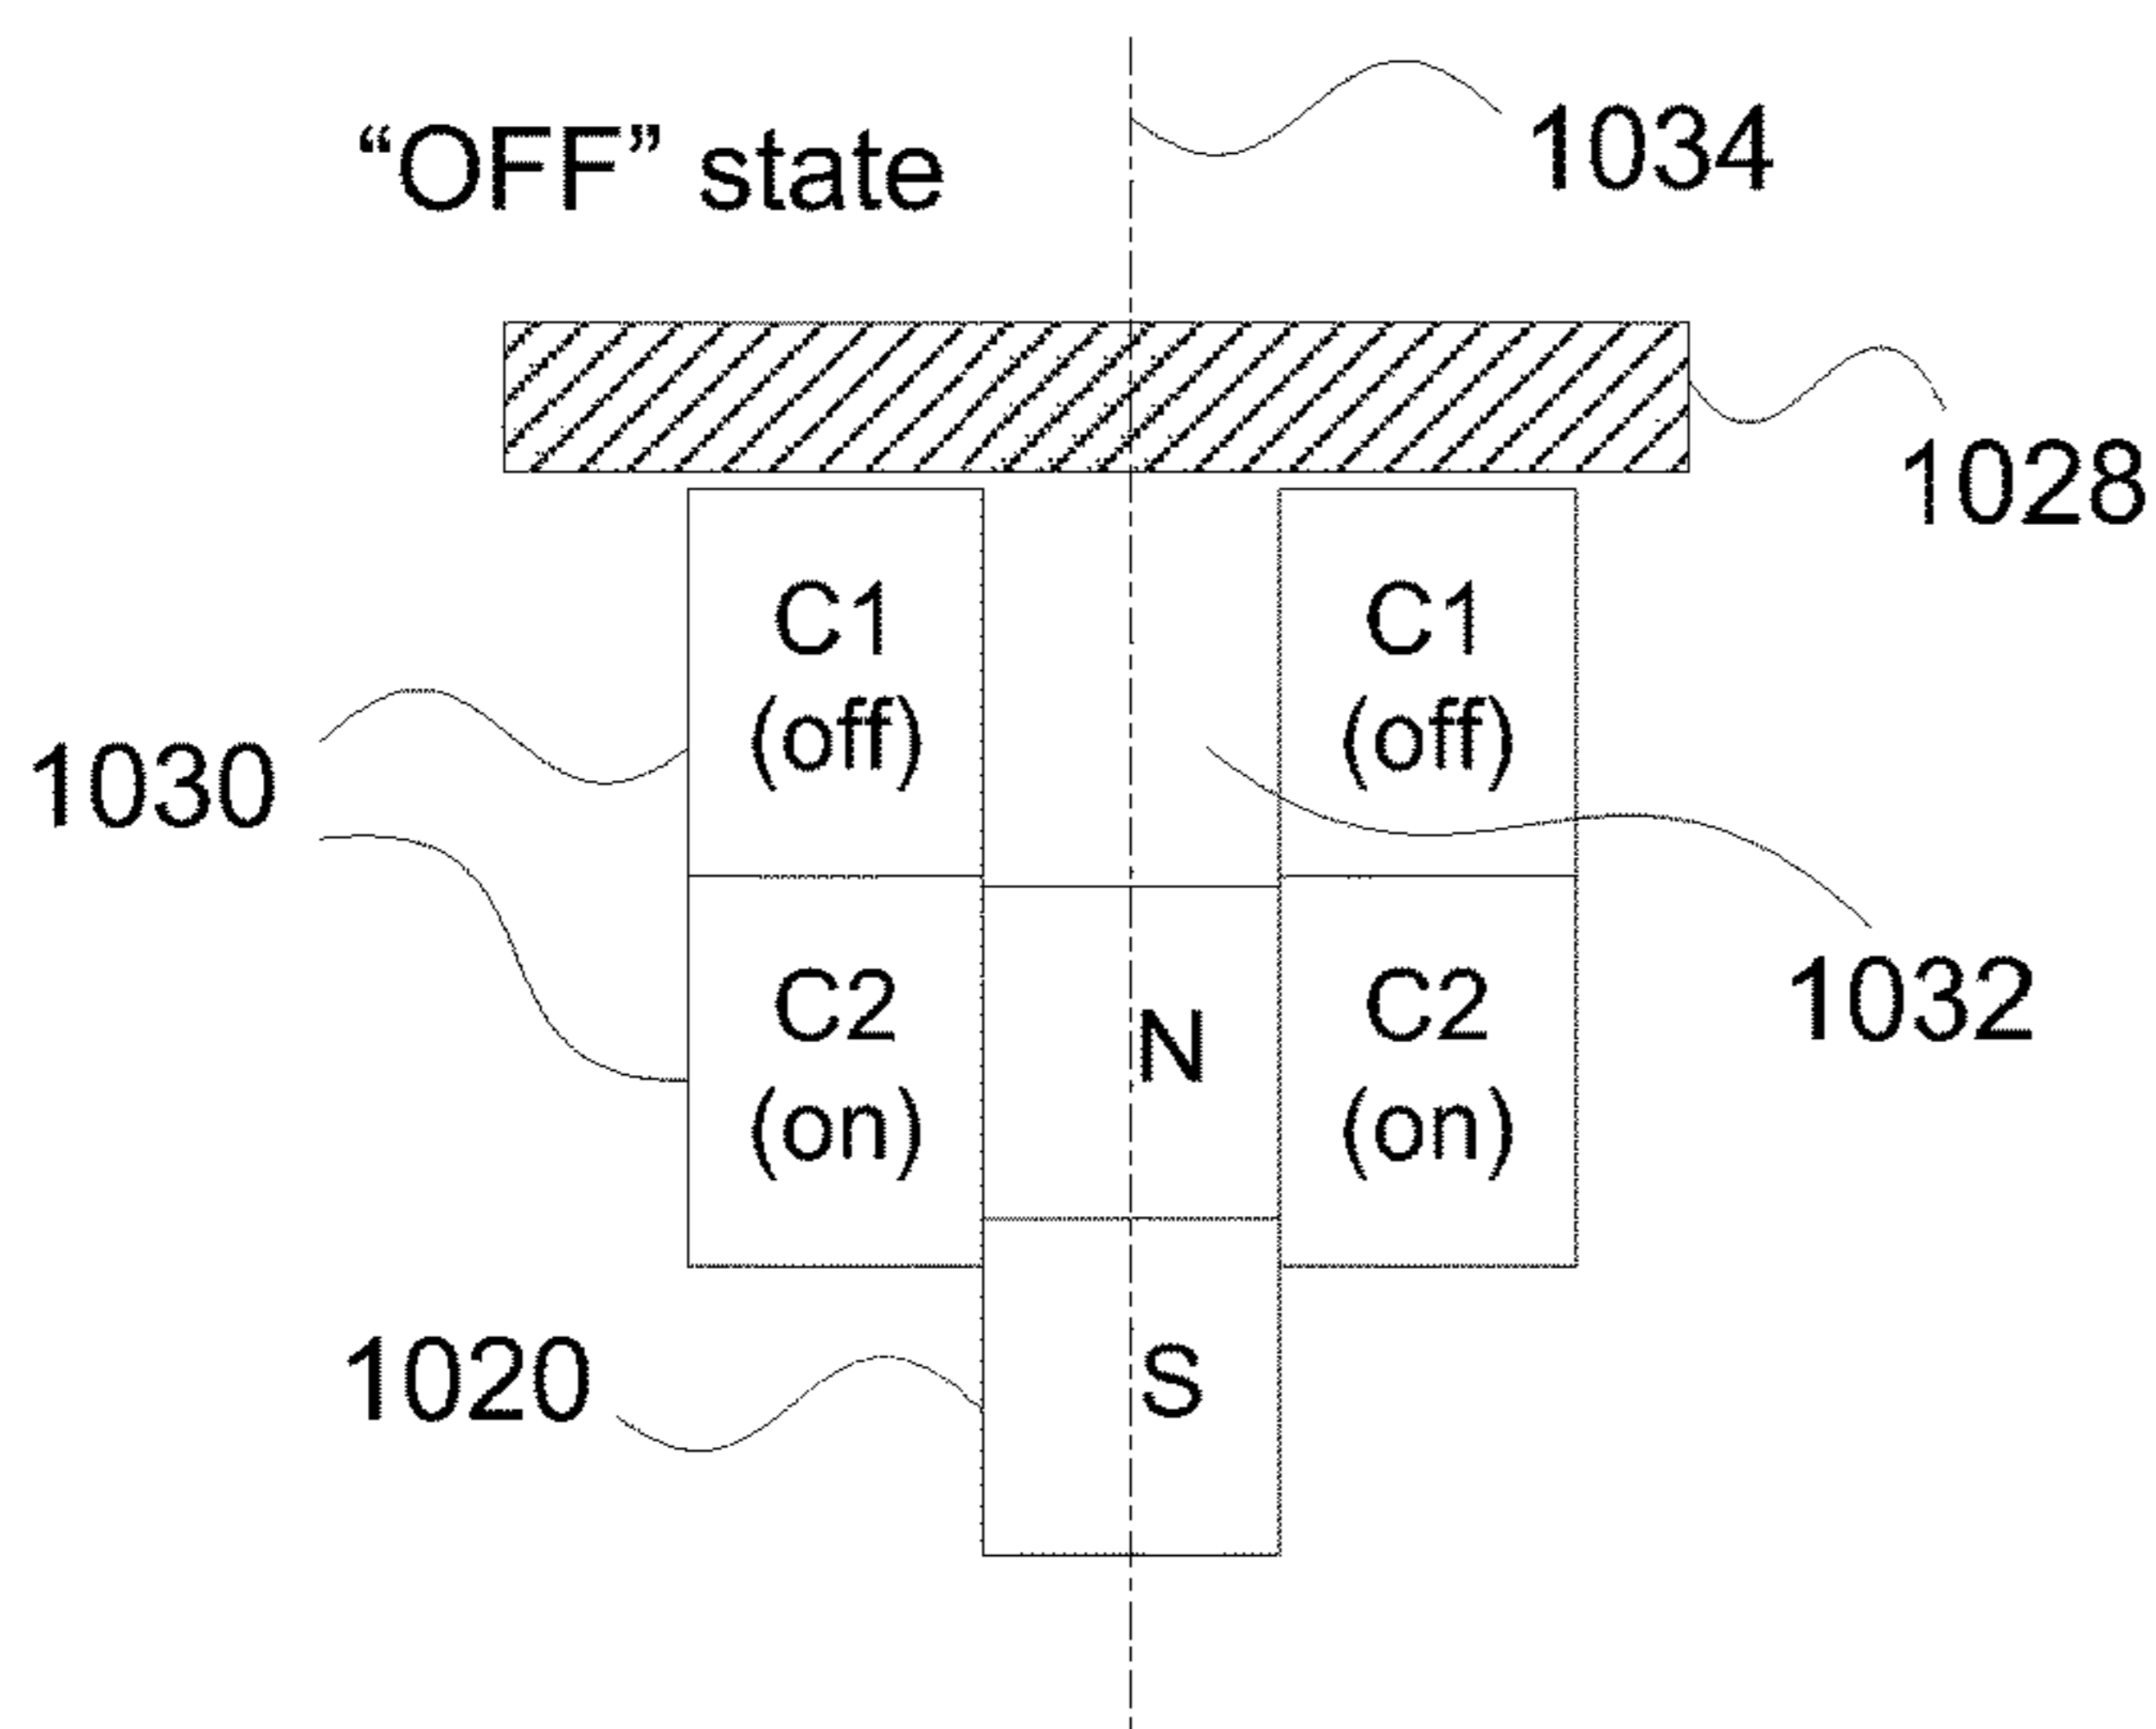 “OFF” state
1034
1028
C1
(off)
C1
(off)
1030
1032
C2
(on)
N
C2
(on)
1020
S